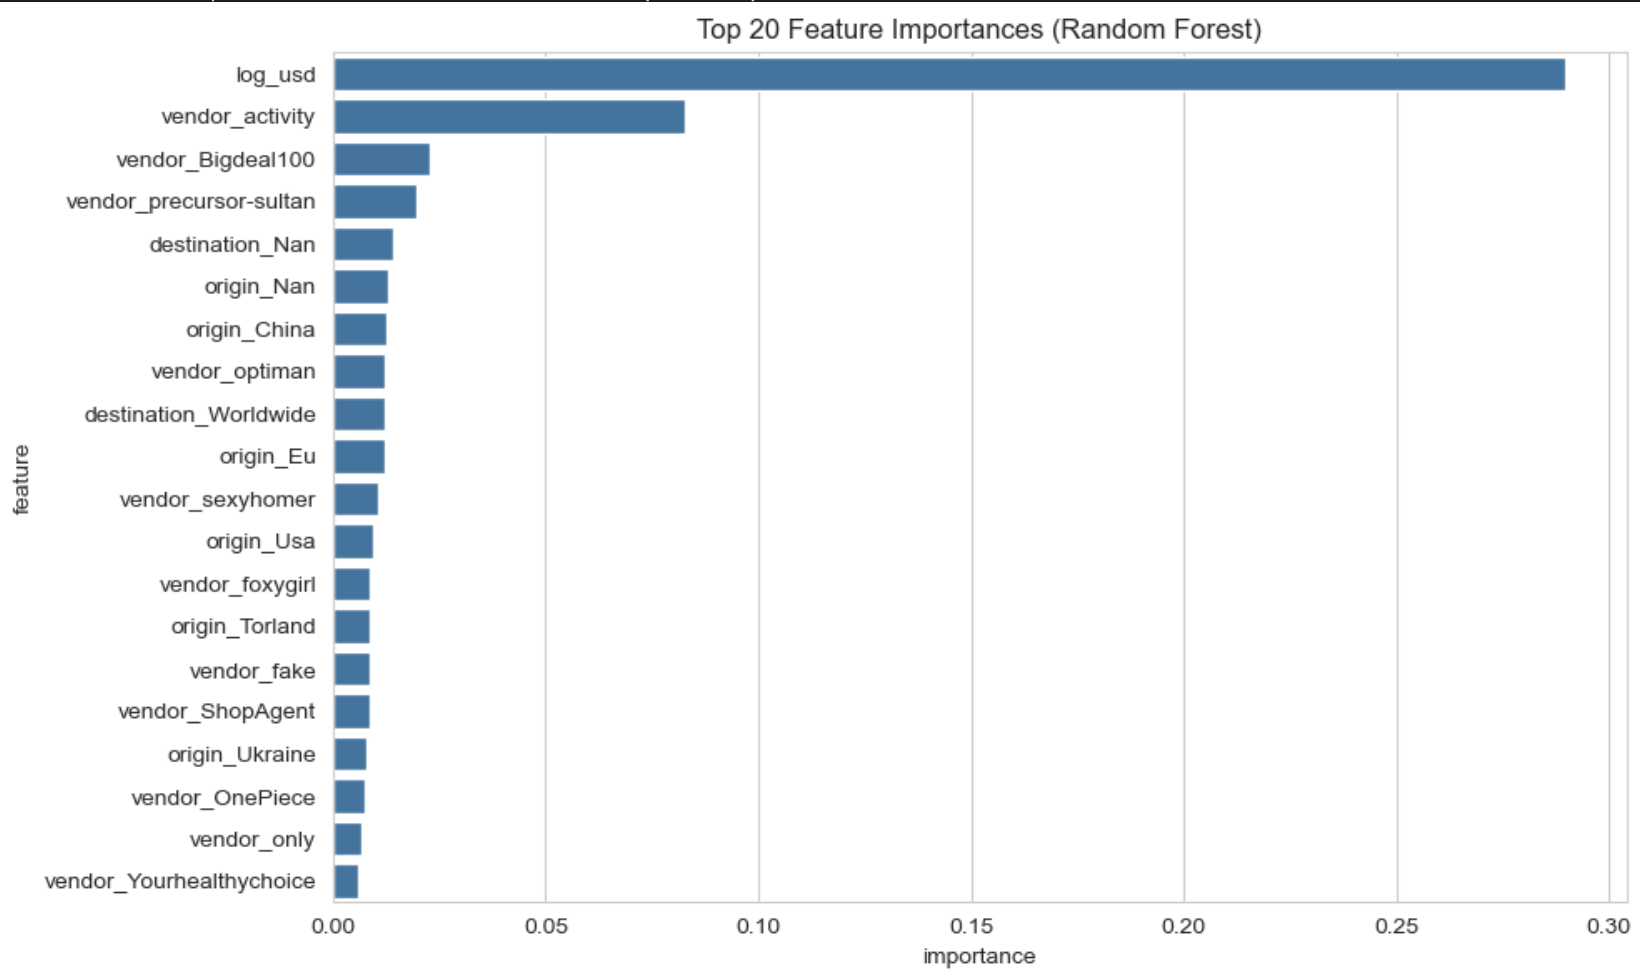 Top 20 Feature Importances (Random Forest)
log_usd
vendor_activity
vendor_Bigdeal100
vendor_precursor-sultan
destination_Nan
origin_Nan
origin_China
vendor_optiman
destination_Worldwide
origin_Eu
vendor_sexyhomer
origin_Usa
vendor_foxygirl
origin_Torland
vendor_fake
vendor_ShopAgent
origin_Ukraine
vendor_OnePiece
vendor_only
vendor_Yourhealthychoice
feature
0.00 0.05 0.10 0.15 0.20 0.25 0.30
importance